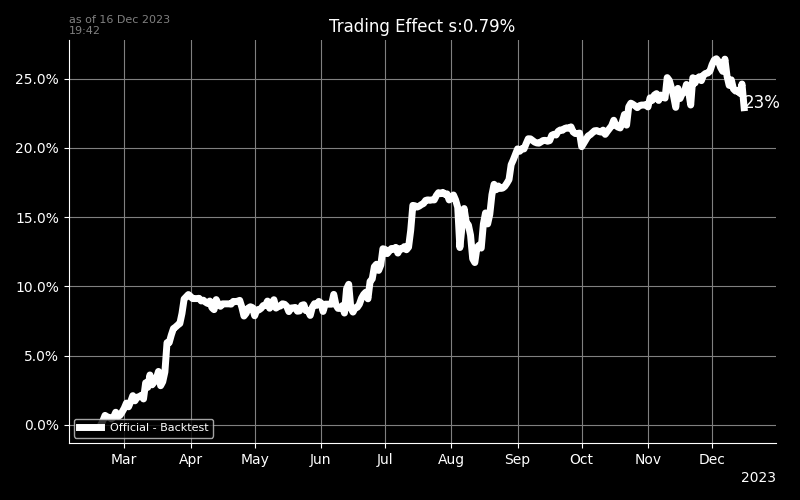 as of 16 Dec 2023
19:42
Trading Effect s:0.79%
25.0%
20.0%
15.0%
10.0%
5.0%
0.0%
23%
Official - Backtest
Mar Apr May Jun Jul Aug Sep Oct Nov Dec
2023